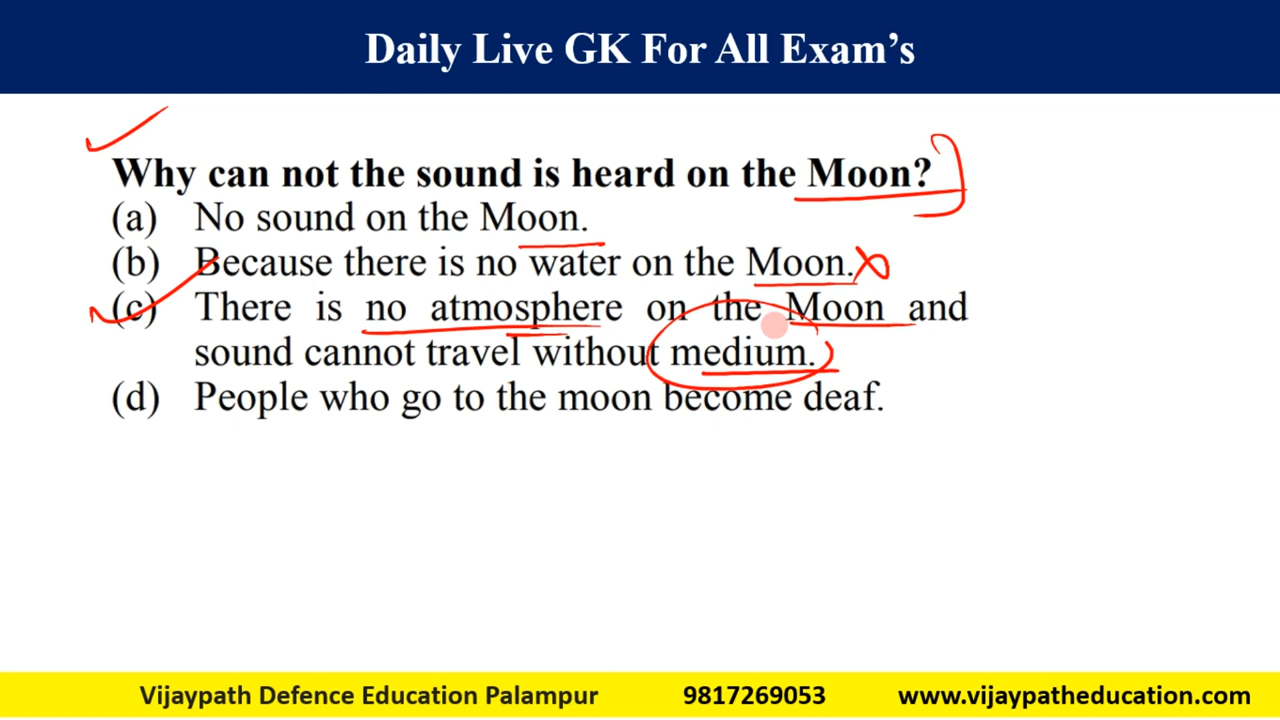 Daily Live GK For All Exam's
Why can not the sound is heard on the Moon?
(a) No sound on the Moon.
(b) Because there is no water on the Moon.
(c) There is no atmosphere on the Moon and
sound cannot travel without medium.
(d) People who go to the moon become deaf.
Vijaypath Defence Education Palampur 9817269053 www.vijaypatheducation.com